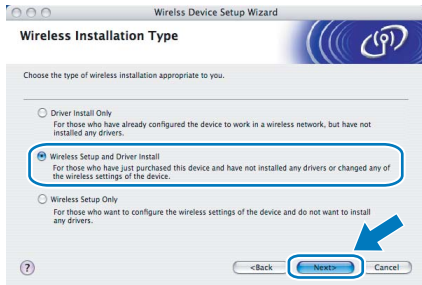 Wirelss Device Setup Wizard
Wireless Installation Type
Choose the type of wireless installation appropriate to you.
Driver Install Only
For those who have already configured the device to work in a wireless network, but have not
installed any drivers.
Wireless Setup and Driver Install
For those who have just purchased this device and have not installed any drivers or changed any of
the wireless settings of the device.
Wireless Setup Only
For those who want to configure the wireless settings of the device and do not want to install
any drivers.
?
<Back
Next>
Cancel